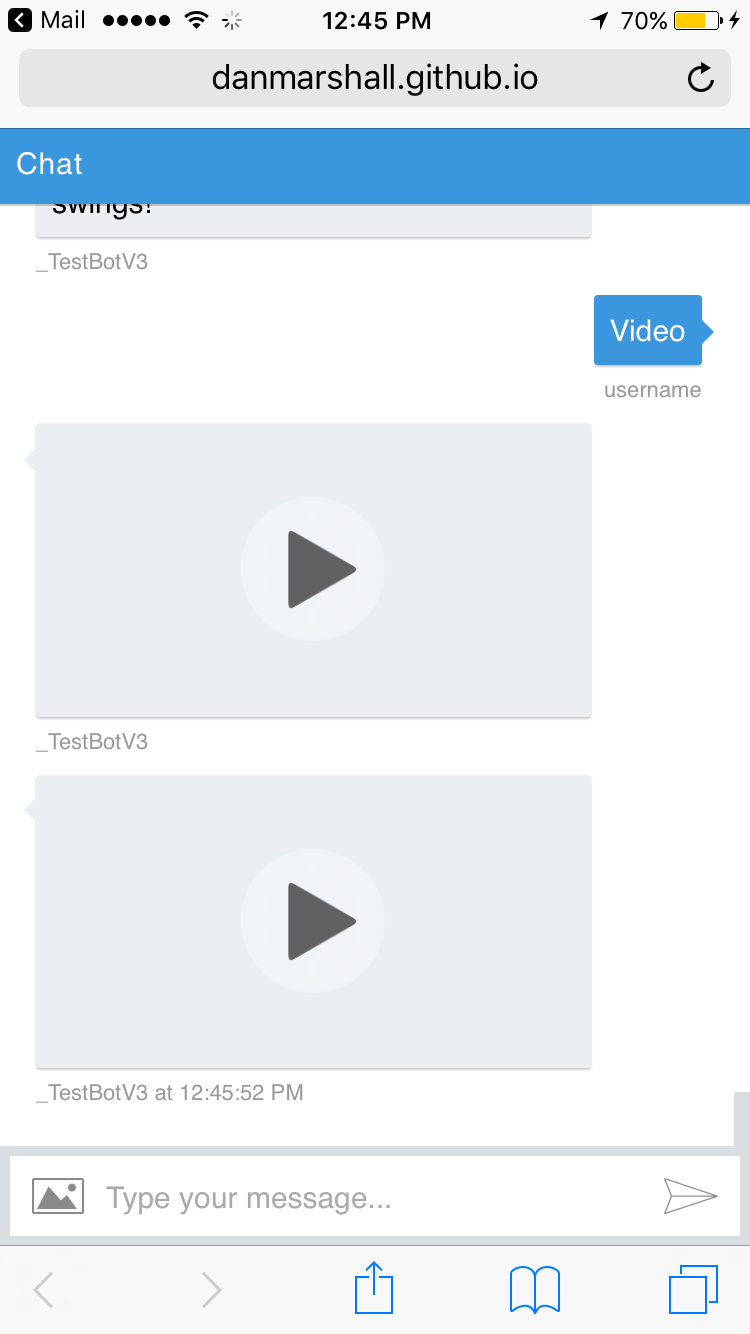 Mail 12:45 PM 70%
danmarshall.github.io
Chat
swings!
_TestBotV3
Video
username
_TestBotV3
_TestBotV3 at 12:45:52 PM
Type your message...